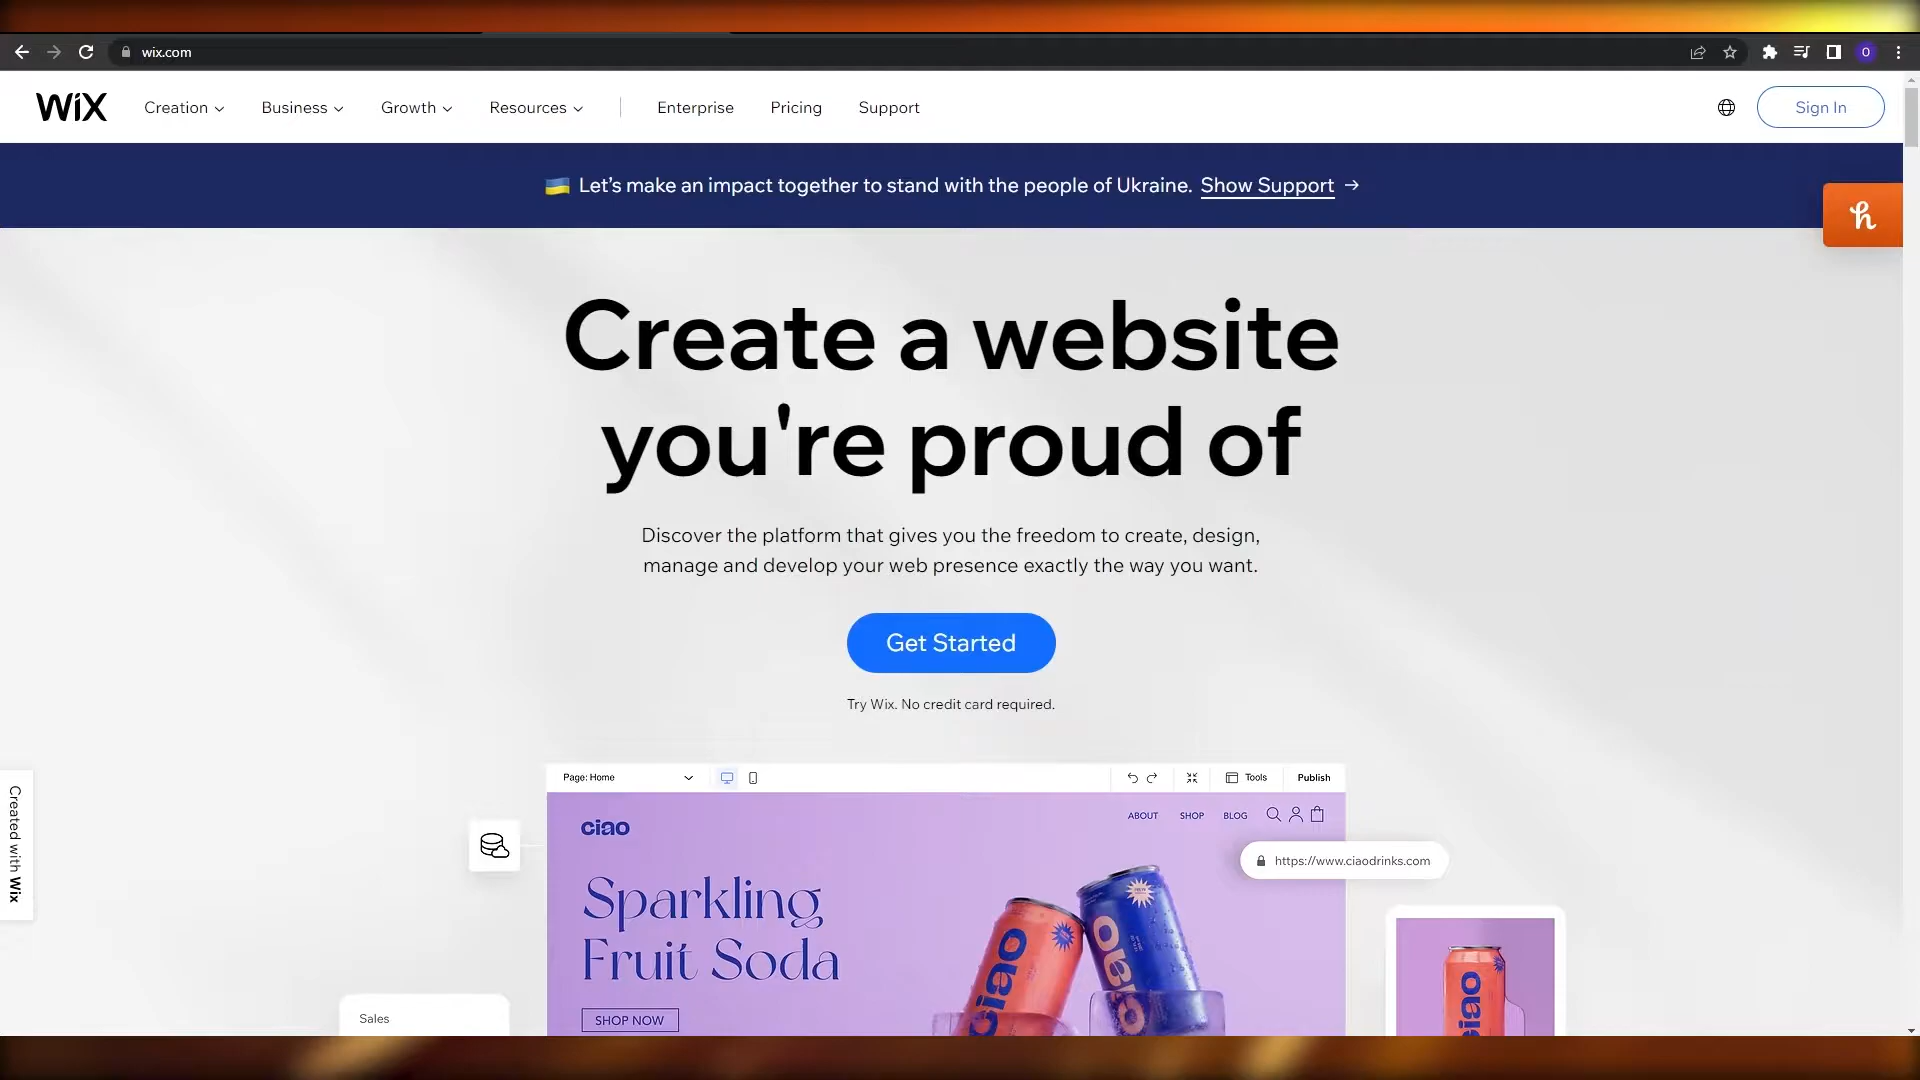 wix.com
O
WiX
Creation
Business
Growth
Resources
Enterprise
Pricing
Support
Sign In
Let's make an impact together to stand with the people of Ukraine. Show Support →
h
Create a website
you're proud of
Discover the platform that gives you the freedom to create, design,
manage and develop your web presence exactly the way you want.
Get Started
Try Wix. No credit card required.
Created with Wix
Page: Home
Tools
Publish
ciao
ABOUT
SHOP
BLOG
https://www.ciaodrinks.com
Sparkling
Fruit Soda
SHOP NOW
ciao
ciao
ciao
Sales